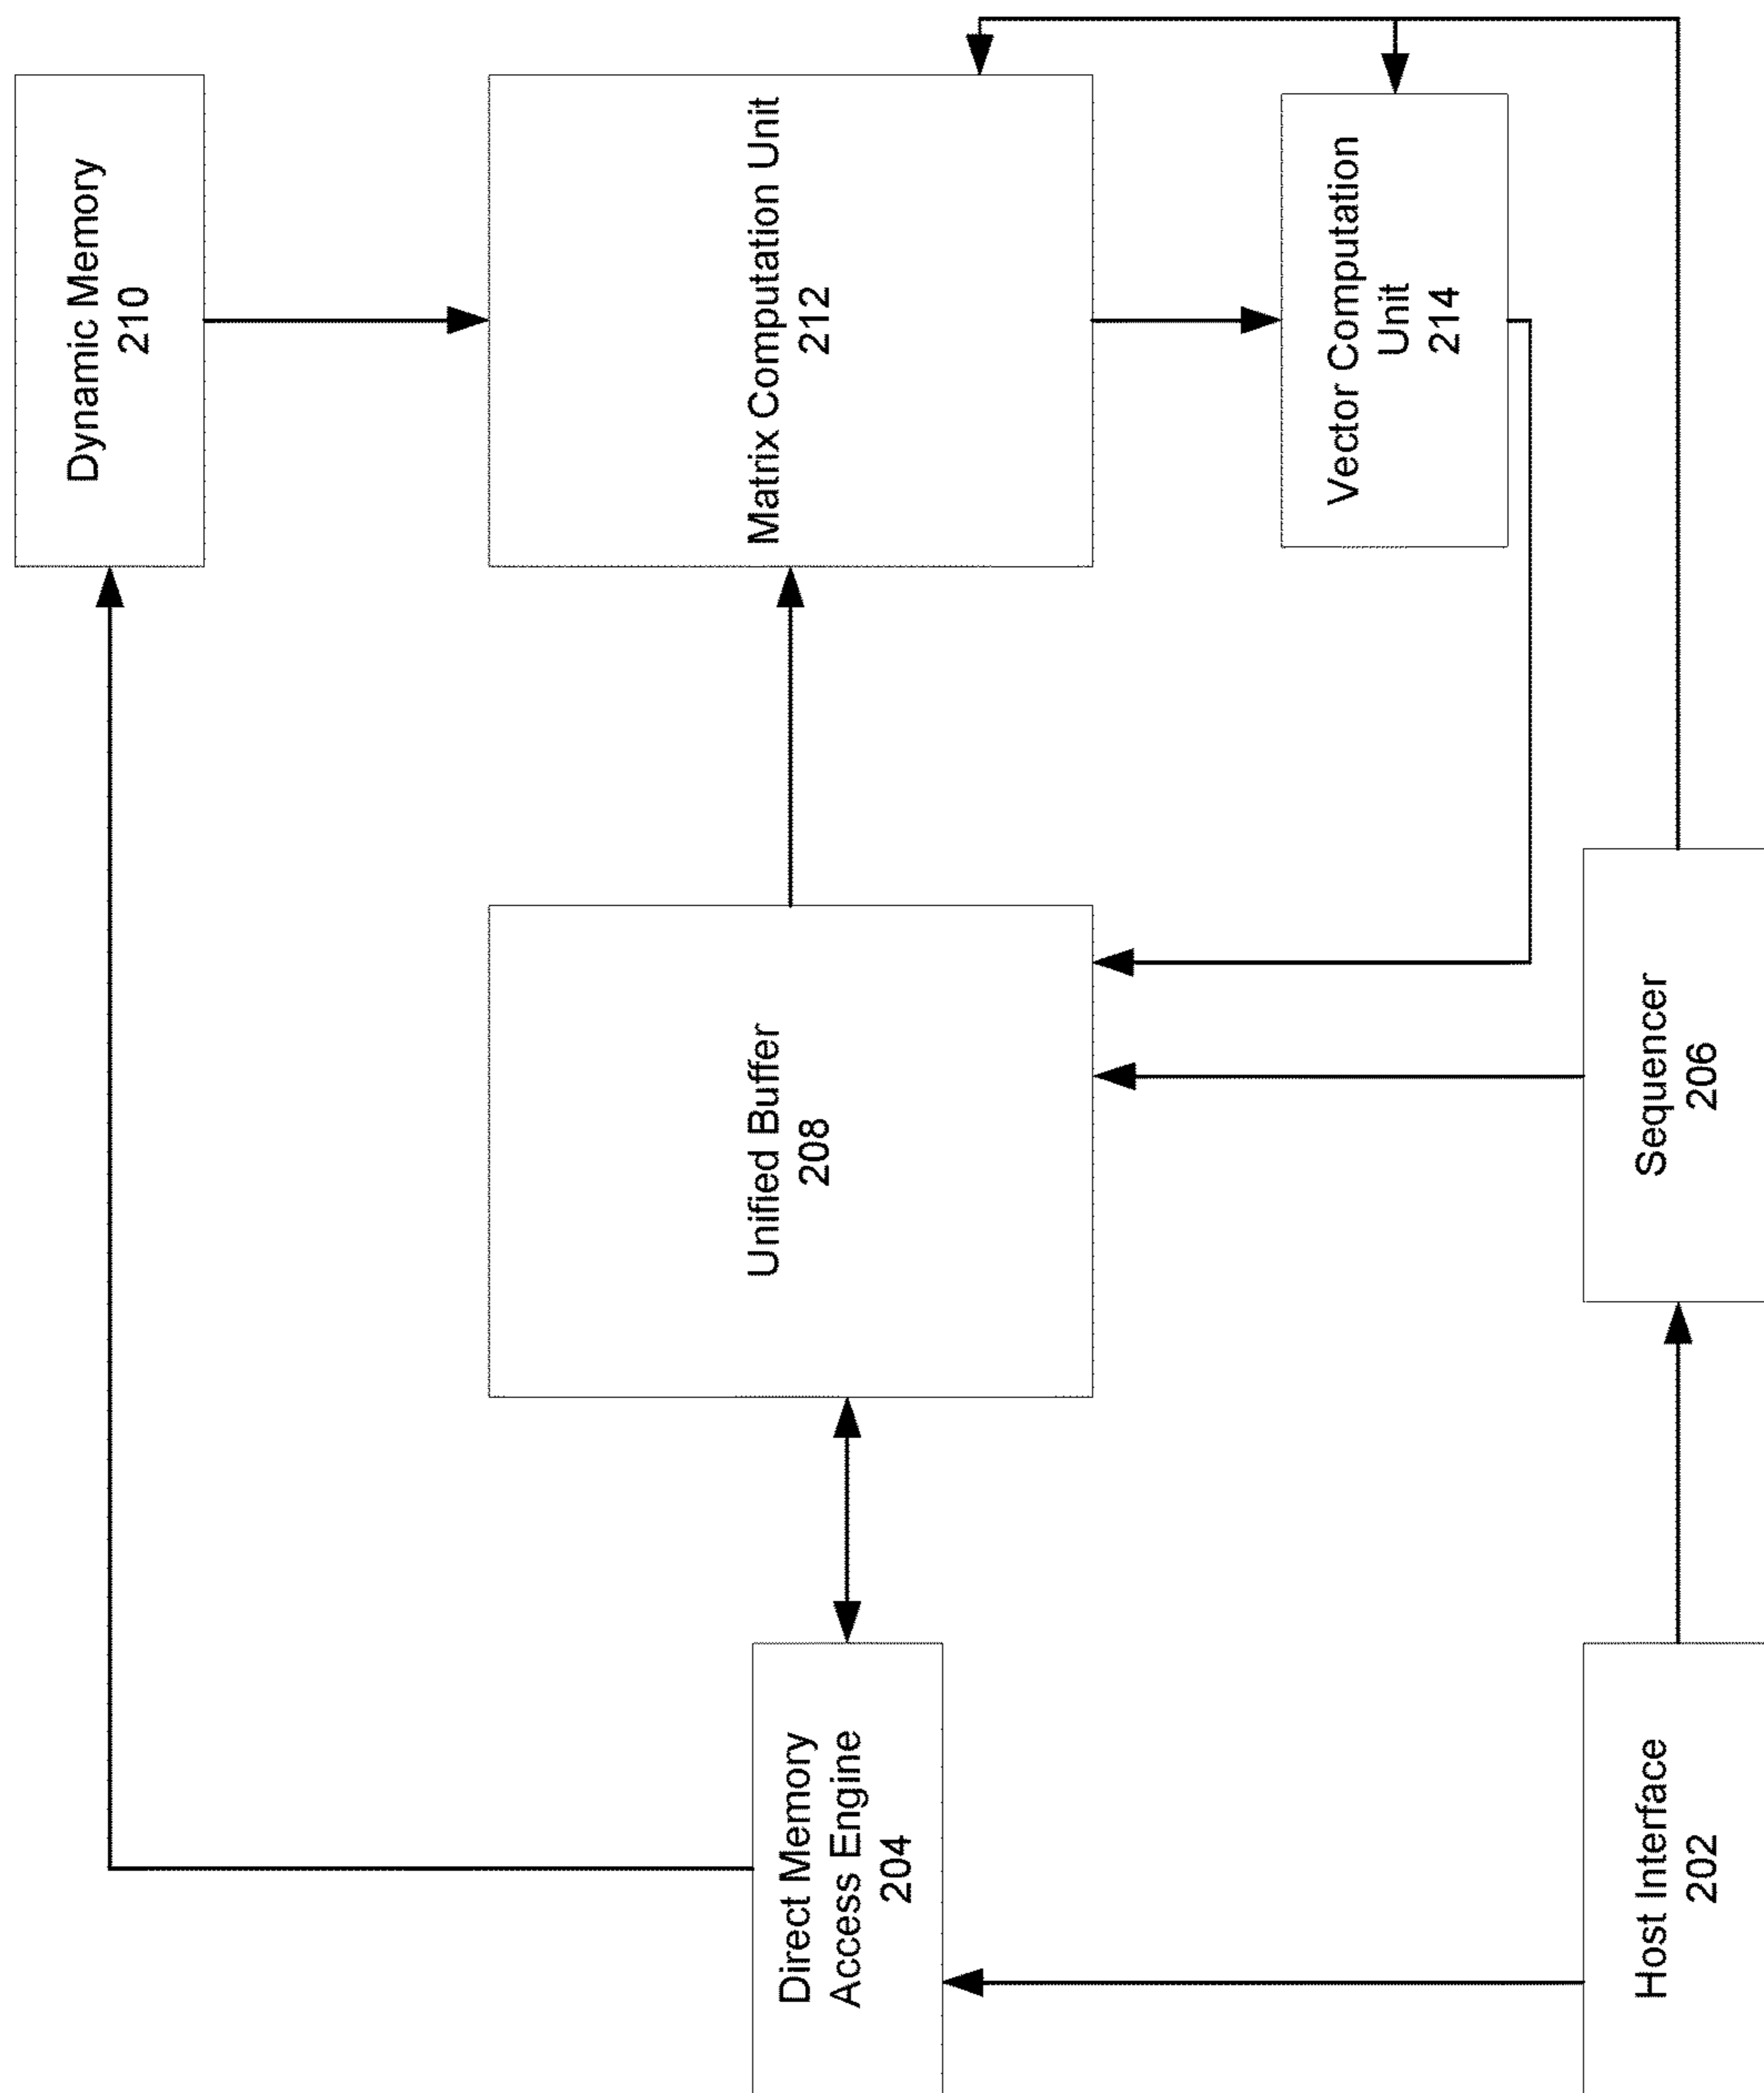 Dynamic Memory
210
Direct Memory
Access Engine
204
Unified Buffer
208
Matrix Computation Unit
212
Vector Computation
Unit
214
Host Interface
202
Sequencer
206